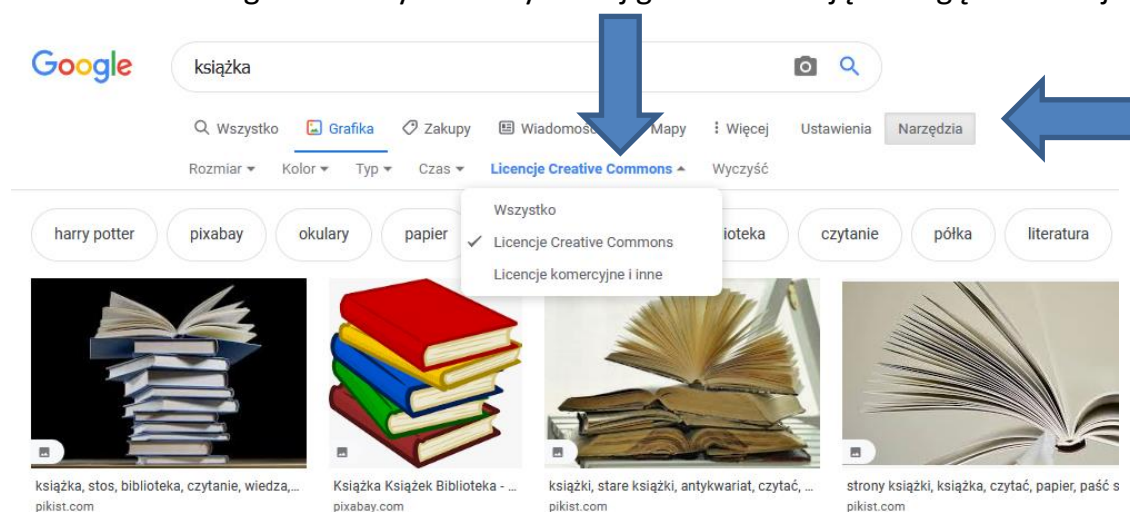 Google książka
Wszystko Grafika Zakupy Mapy Więcej Ustawienia Narzędzia
Rozmiar Kolor Typ Czas Licencje Creative Commons Wyczyść
Wszystko
Licencje Creative Commons
Licencje komercyjne i inne
harry potter pixabay okulary papier czytanie półka literatura
książka, stos, biblioteka, czytanie, wiedza,... Książka Książek Biblioteka - ... książki, stare książki, antykwariat, czytać, ... strony książki, książka, czytać, papier, paść s
pikist.com pixabay.com pikist.com pikist.com